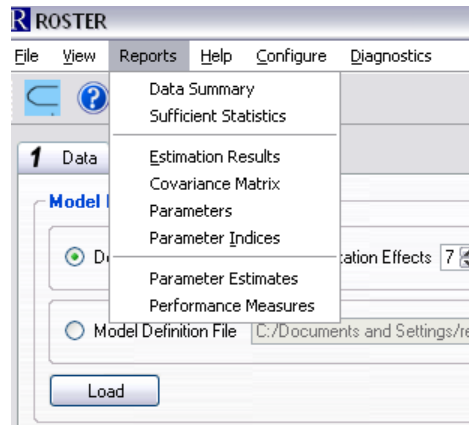 R ROSTER
File View Reports Help Configure Diagnostics
Data Summary
Sufficient Statistics
Estimation Results
Covariance Matrix
Parameters
Parameter Indices
Parameter Estimates
Performance Measures
1 Data
Model
Effects 7
Model Definition File C:/Documents and Settings/re
Load